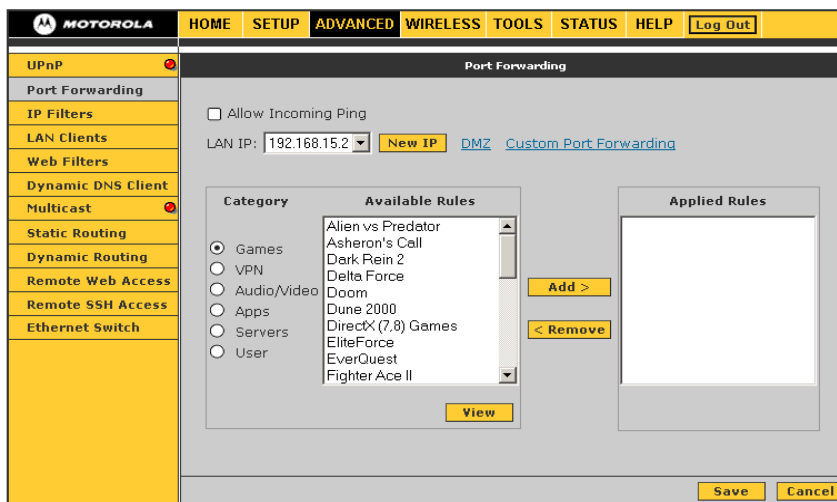 MOTOROLA
HOME SETUP ADVANCED WIRELESS TOOLS STATUS HELP Log Out
UPnP
Port Forwarding
IP Filters
LAN Clients
Web Filters
Dynamic DNS Client
Multicast
Static Routing
Dynamic Routing
Remote Web Access
Remote SSH Access
Ethernet Switch
Port Forwarding
Allow Incoming Ping
LAN IP: 192.168.15.2 New IP DMZ Custom Port Forwarding
Category
Games
VPN
Audio/Video
Apps
Servers
User
Available Rules
Alien vs Predator
Asheron's Call
Dark Rein 2
Delta Force
Doom
Dune 2000
DirectX (7,8) Games
EliteForce
EverQuest
Fighter Ace II
View
Add >
< Remove
Applied Rules
Save Cancel